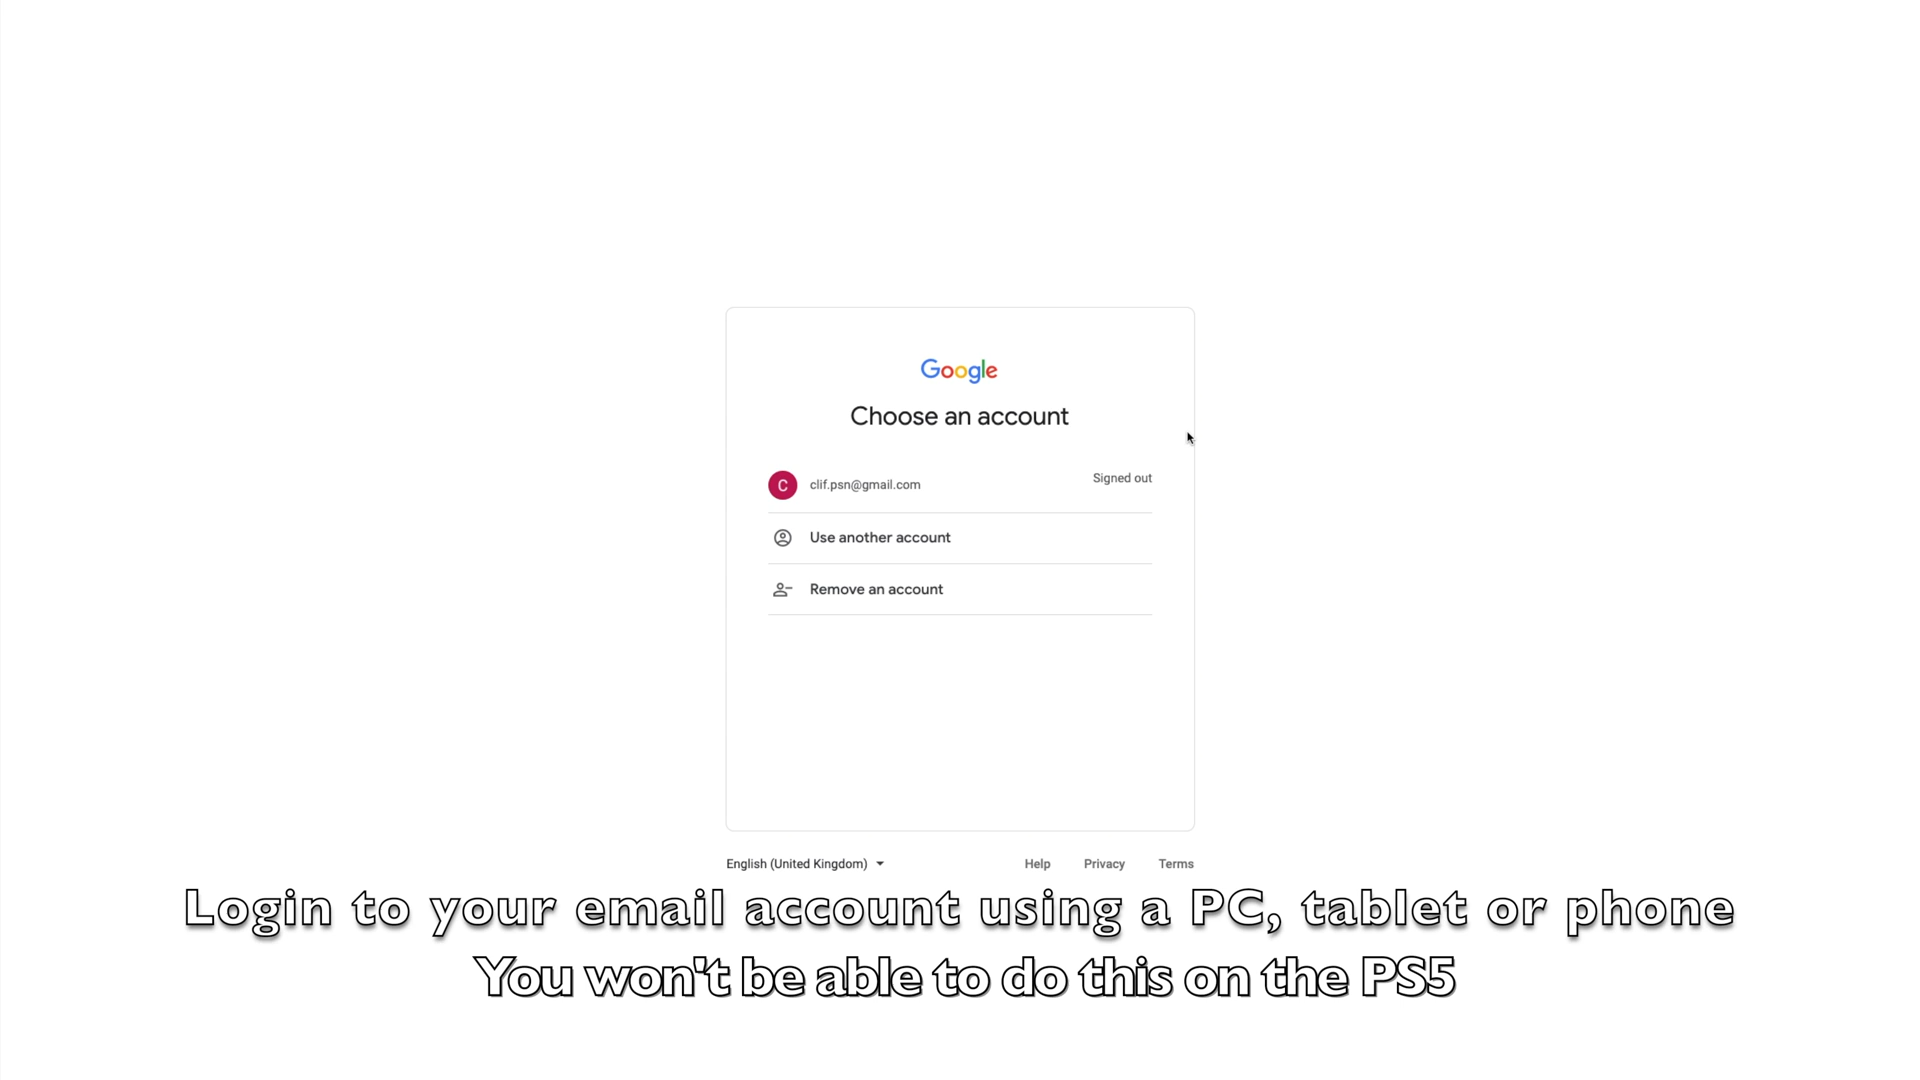 Google
Choose an account
C
clif.psn@gmail.com
Signed out
Use another account
Remove an account
English (United Kingdom)
Help
Privacy
Terms
Login to your email account using a PC, tablet or phone
You won't be able to do this on the PS5